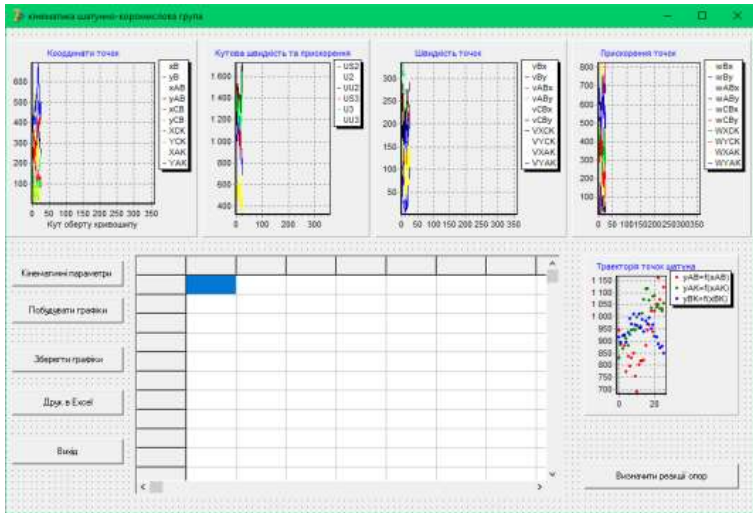 кінематика шатунно-коромислова група
Координати точок
600
500
400
300
200
100
0 50 100 150 200 250 300 350
Кут оберту кривошипу
xB
yB
xAB
yAB
xCB
yCB
XCK
YCK
XAK
YAK
Кутова швидкість та прискорення
1 600
1 400
1 200
1 000
800
600
400
0 100 200 300
US2
U2
UU2
US3
U3
UU3
Швидкість точок
300
250
200
150
100
50
0 50 100 150 200 250 300 350
vBx
vBy
vABx
vABy
vCBx
vCBy
VXCK
VYCK
VXAK
VYAK
Прискорення точок
800
700
600
500
400
300
200
100
0 50 100150200250300350
wBx
wBy
wABx
wABy
wCBx
wCBy
WXCK
WYCK
WXAK
WYAK
Кінематичні параметри
Побудувати графіки
Зберегти графіки
Друк в Excel
Вихід
Траекторія точок шатуна
1 150
1 100
1 050
1 000
950
900
850
800
750
700
0 20
yAB=f(xAB)
yAK=f(xAK)
yBK=f(xBK)
Визначити реакції опор